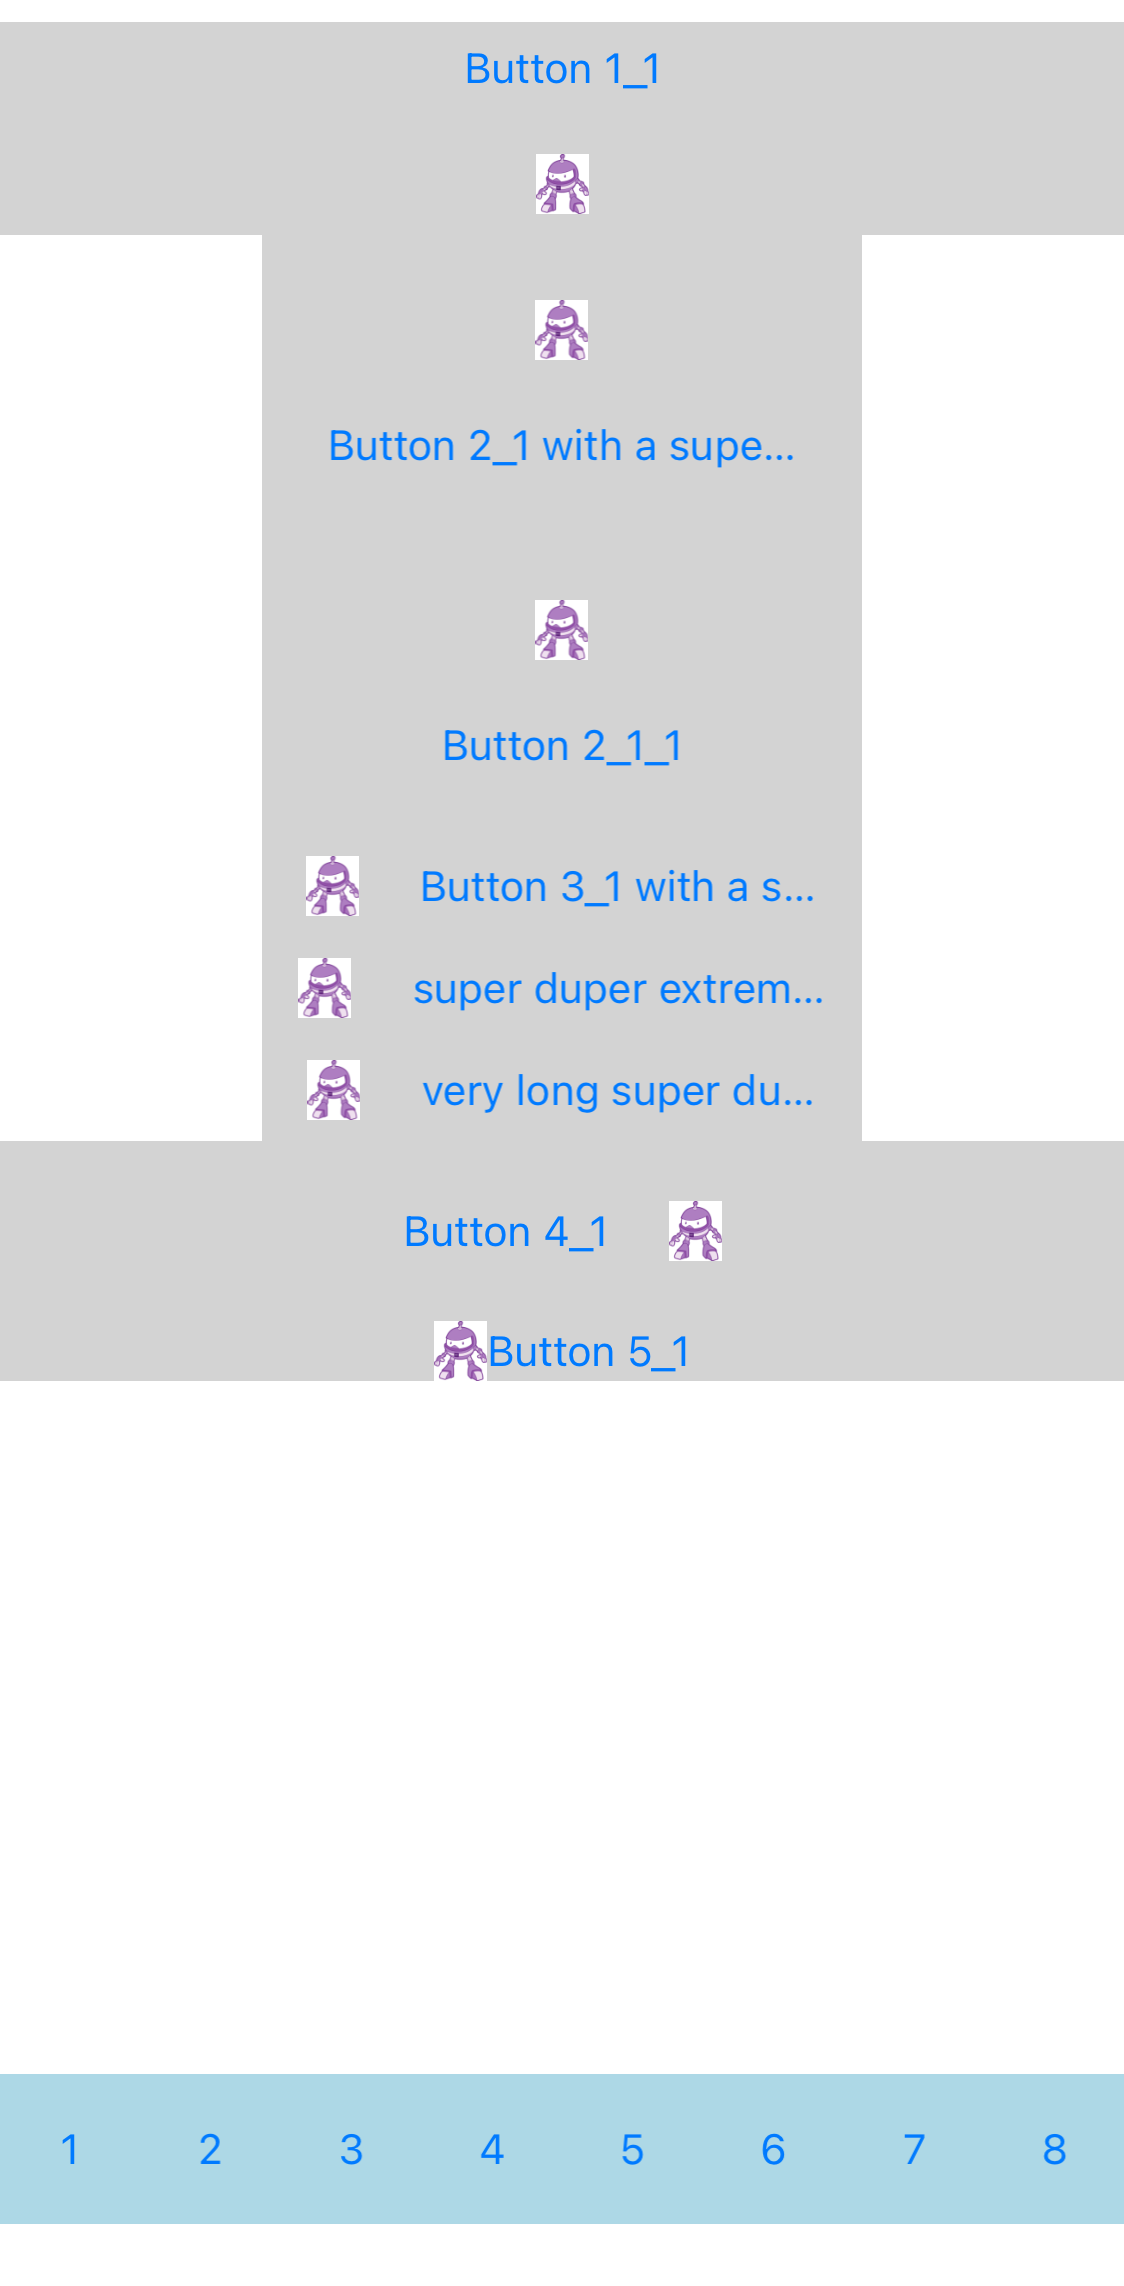 Button 1_1
Button 2_1 with a supe...
Button 2_1_1
Button 3_1 with a s...
super duper extrem...
very long super du...
Button 4_1
Button 5_1
1 2 3 4 5 6 7 8